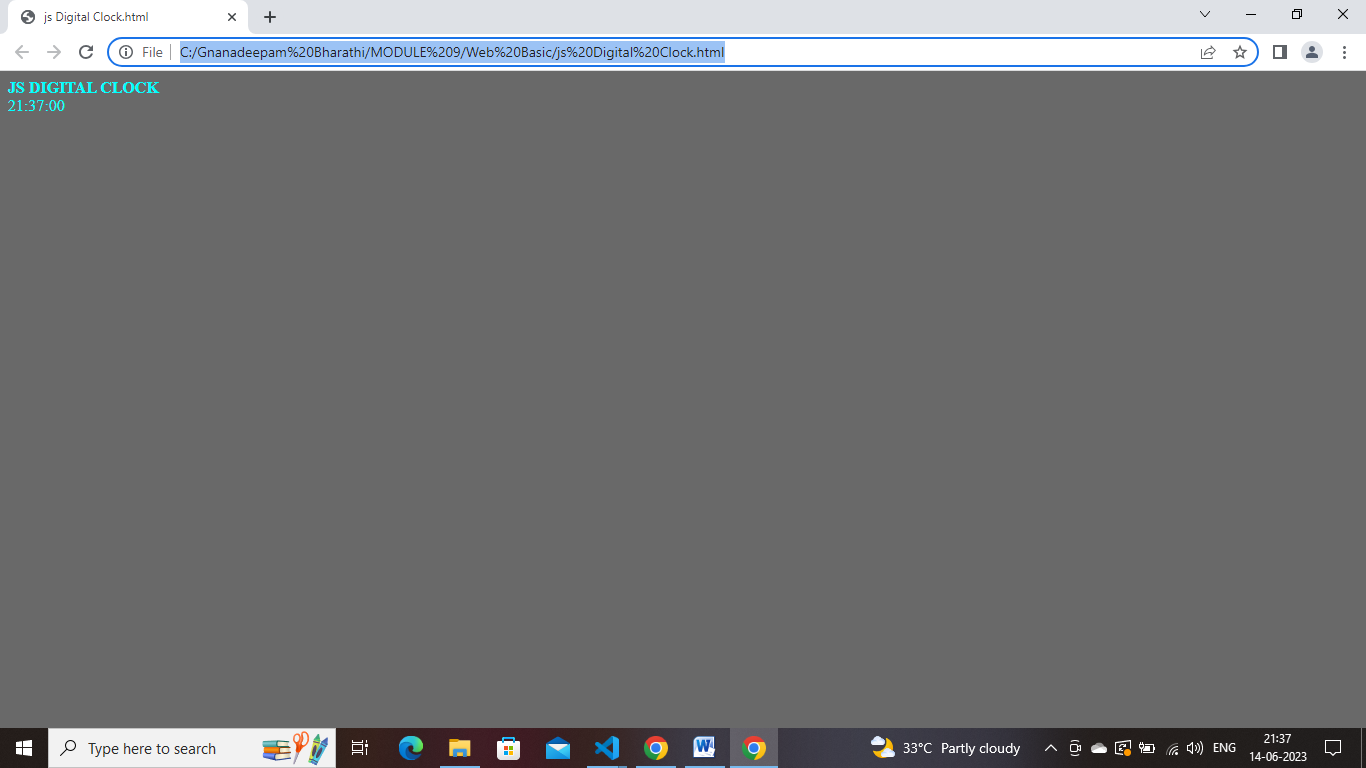 js Digital Clock.html
File C:/Gnanadeepam%20Bharathi/MODULE%209/Web%20Basic/js%20Digital%20Clock.html
JS DIGITAL CLOCK
21:37:00
Type here to search
33°C Partly cloudy
ENG
21:37
14-06-2023